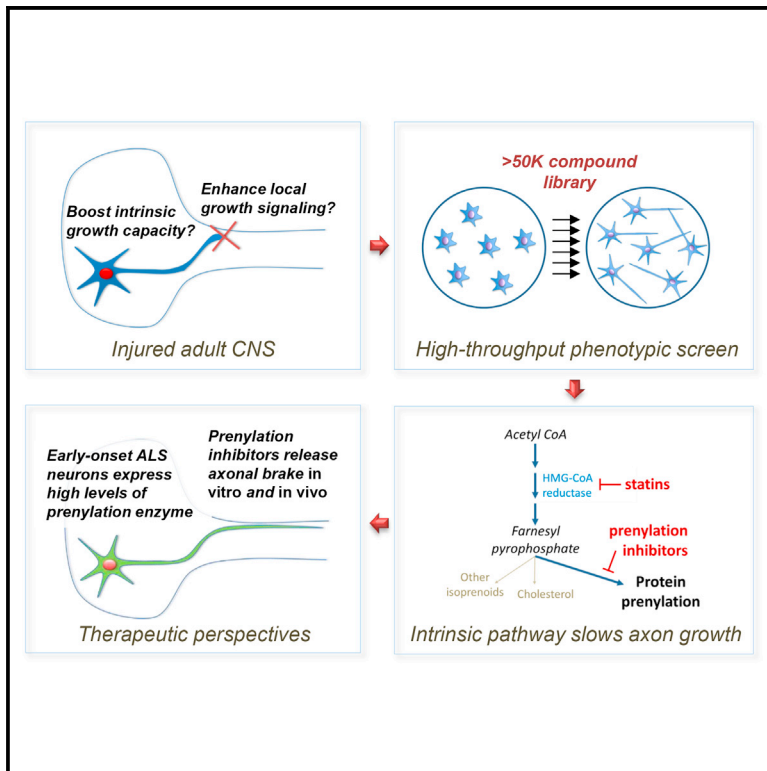 Boost intrinsic
growth capacity?
Enhance local
growth signaling?
Injured adult CNS
>50K compound
library
High-throughput phenotypic screen
Acetyl CoA
HMG-CoA
reductase
statins
Farnesyl
pyrophosphate
prenylation
inhibitors
Other
isoprenoids
Cholesterol
Protein
prenylation
Intrinsic pathway slows axon growth
Early-onset ALS
neurons express
high levels of
prenylation enzyme
Prenylation
inhibitors release
axonal brake in
vitro and in vivo
Therapeutic perspectives